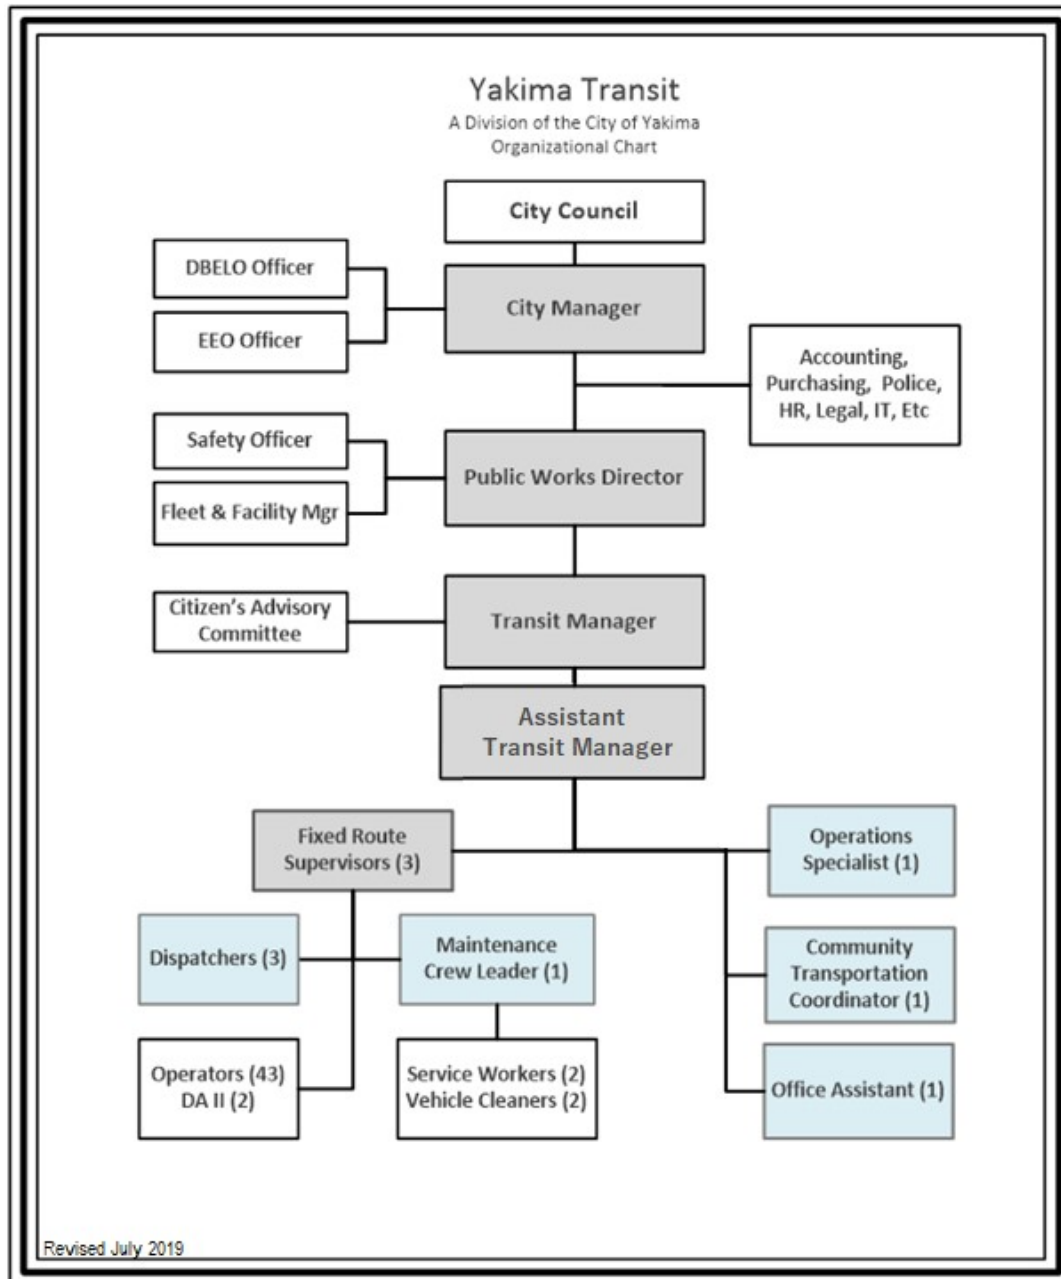 Yakima Transit
A Division of the City of Yakima
Organizational Chart
City Council
DBELO Officer
City Manager
EEO Officer
Accounting,
Purchasing, Police,
HR, Legal, IT, Etc
Safety Officer
Public Works Director
Fleet & Facility Mgr
Citizen's Advisory
Committee
Transit Manager
Assistant
Transit Manager
Fixed Route
Supervisors (3)
Operations
Specialist (1)
Dispatchers (3)
Maintenance
Crew Leader (1)
Community
Transportation
Coordinator (1)
Operators (43)
DA II (2)
Service Workers (2)
Vehicle Cleaners (2)
Office Assistant (1)
Revised July 2019